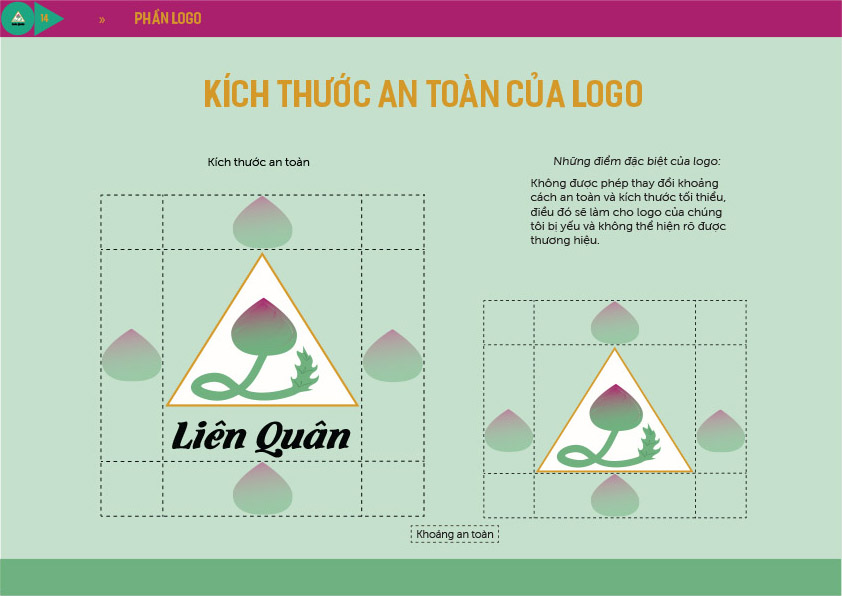 14
»
PHẦN LOGO
KÍCH THƯỚC AN TOÀN CỦA LOGO
Kích thước an toàn
Những điểm đặc biệt của logo:
Không được phép thay đổi khoảng
cách an toàn và kích thước tối thiểu,
điều đó sẽ làm cho logo của chúng
tôi bị yếu và không thể hiện rõ được
thương hiệu.
Liên Quân
Khoảng an toàn